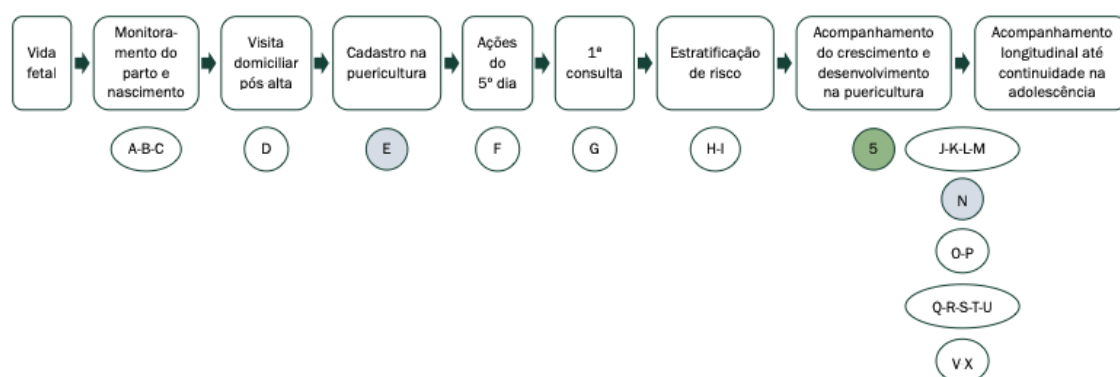 Vida
fetal
Monitora-
mento do
parto e
nascimento
Visita
domiciliar
pós alta
Cadastro na
puericultura
Ações
do
5º dia
1ª
consulta
Estratificação
de risco
Acompanhamento
do crescimento e
desenvolvimento
na puericultura
Acompanhamento
longitudinal até
continuidade na
adolescência
A-B-C
D
E
F
G
H-I
5
J-K-L-M
N
O-P
Q-R-S-T-U
V X